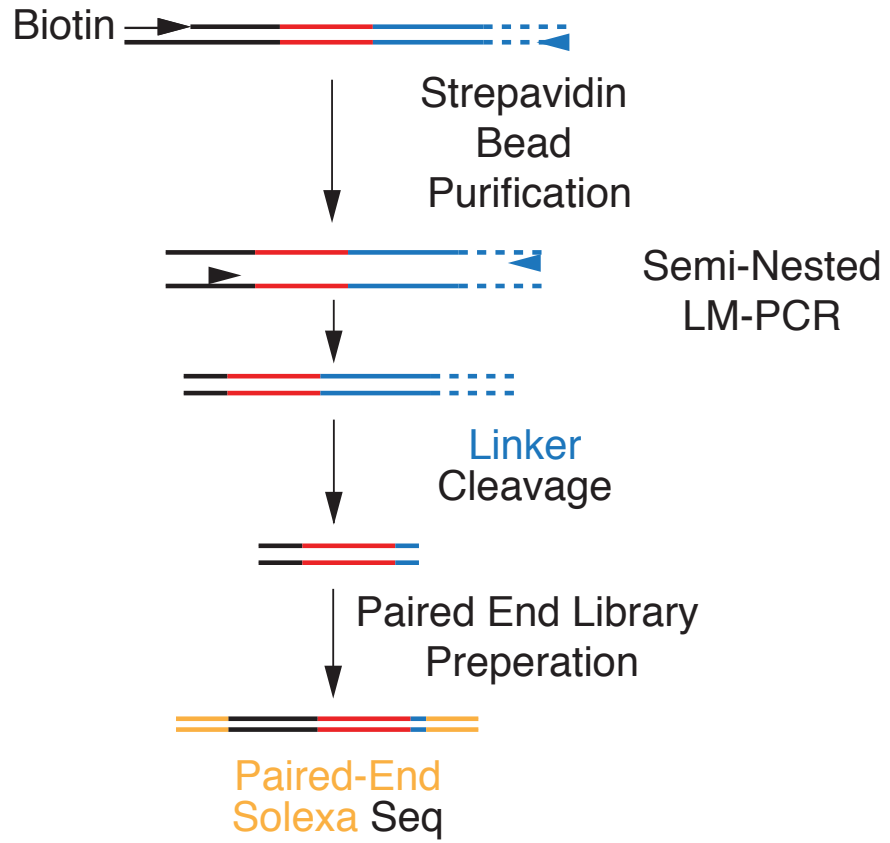 Biotin
Strepavidin
Bead
Purification
Semi-Nested
LM-PCR
Linker
Cleavage
Paired End Library
Preperation
Paired-End
Solexa Seq